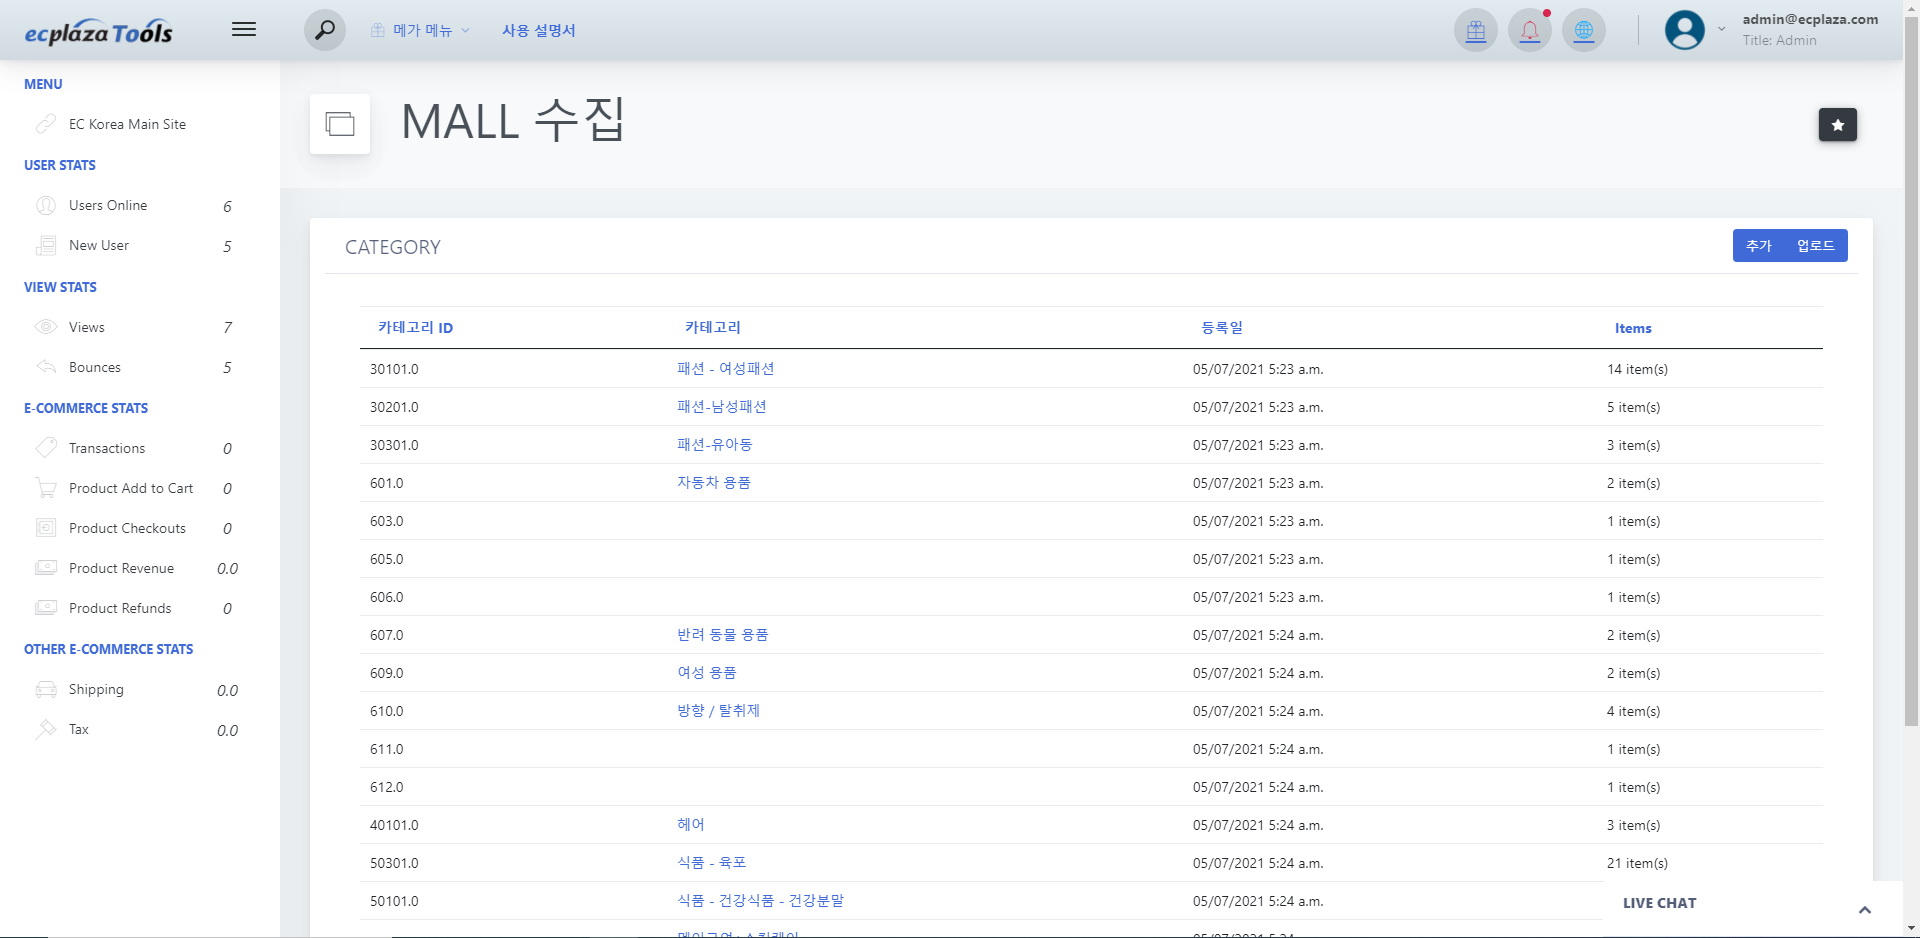 ecplaza Tools
메가 메뉴
사용 설명서
admin@ecplaza.com
Title: Admin
MENU
EC Korea Main Site
USER STATS
Users Online 6
New User 5
VIEW STATS
Views 7
Bounces 5
E-COMMERCE STATS
Transactions 0
Product Add to Cart 0
Product Checkouts 0
Product Revenue 0.0
Product Refunds 0
OTHER E-COMMERCE STATS
Shipping 0.0
Tax 0.0
MALL 수집
CATEGORY
추가 업로드
카테고리 ID 카테고리 등록일 Items
30101.0 패션 - 여성패션 05/07/2021 5:23 a.m. 14 item(s)
30201.0 패션-남성패션 05/07/2021 5:23 a.m. 5 item(s)
30301.0 패션-유아동 05/07/2021 5:23 a.m. 3 item(s)
601.0 자동차 용품 05/07/2021 5:23 a.m. 2 item(s)
603.0 05/07/2021 5:23 a.m. 1 item(s)
605.0 05/07/2021 5:23 a.m. 1 item(s)
606.0 05/07/2021 5:23 a.m. 1 item(s)
607.0 반려 동물 용품 05/07/2021 5:24 a.m. 2 item(s)
609.0 여성 용품 05/07/2021 5:24 a.m. 2 item(s)
610.0 방향 / 탈취제 05/07/2021 5:24 a.m. 4 item(s)
611.0 05/07/2021 5:24 a.m. 1 item(s)
612.0 05/07/2021 5:24 a.m. 1 item(s)
40101.0 헤어 05/07/2021 5:24 a.m. 3 item(s)
50301.0 식품 - 육포 05/07/2021 5:24 a.m. 21 item(s)
50101.0 식품 - 건강식품 - 건강분말 05/07/2021 5:24 a.m.
LIVE CHAT